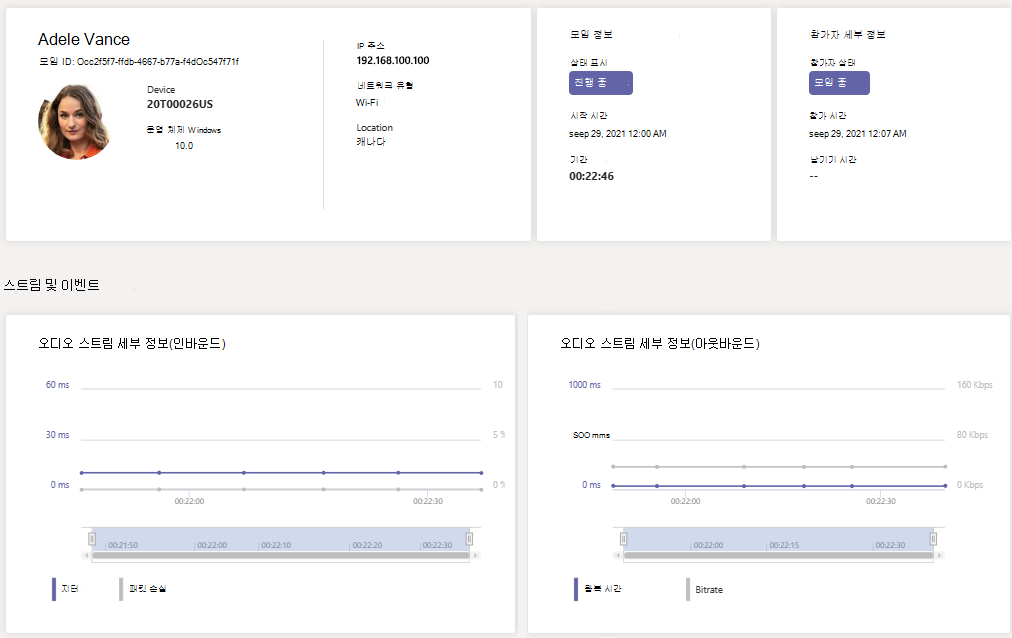 Adele Vance
모임 ID: Occ2f5f7-ffdb-4667-b77a-f4dOc547f71f
Device
20T00026US
운영 체제 Windows
10.0
IP 주소
192.168.100.100
네트워크 유형
Wi-Fi
Location
캐나다
모임 정보
상태 표시
진행 중
시작 시간
seep 29, 2021 12:00 AM
기간
00:22:46
참가자 세부 정보
참가자 상태
모임 중
참가 시간
seep 29, 2021 12:07 AM
남기기 시간
--
스트림 및 이벤트
오디오 스트림 세부 정보(인바운드)
60 ms
10
30 ms
5 %
0 ms
0 %
00:22:00
00:22:30
00:21:50
00:22:00
00:22:10
00:22:20
00:22:30
지터
패킷 손실
오디오 스트림 세부 정보(아웃바운드)
1000 ms
160 Kbps
SOO mms
80 Kbps
0 ms
0 Kbps
00:22:00
00:22:30
00:22:00
00:22:15
00:22:30
왕복 시간
Bitrate